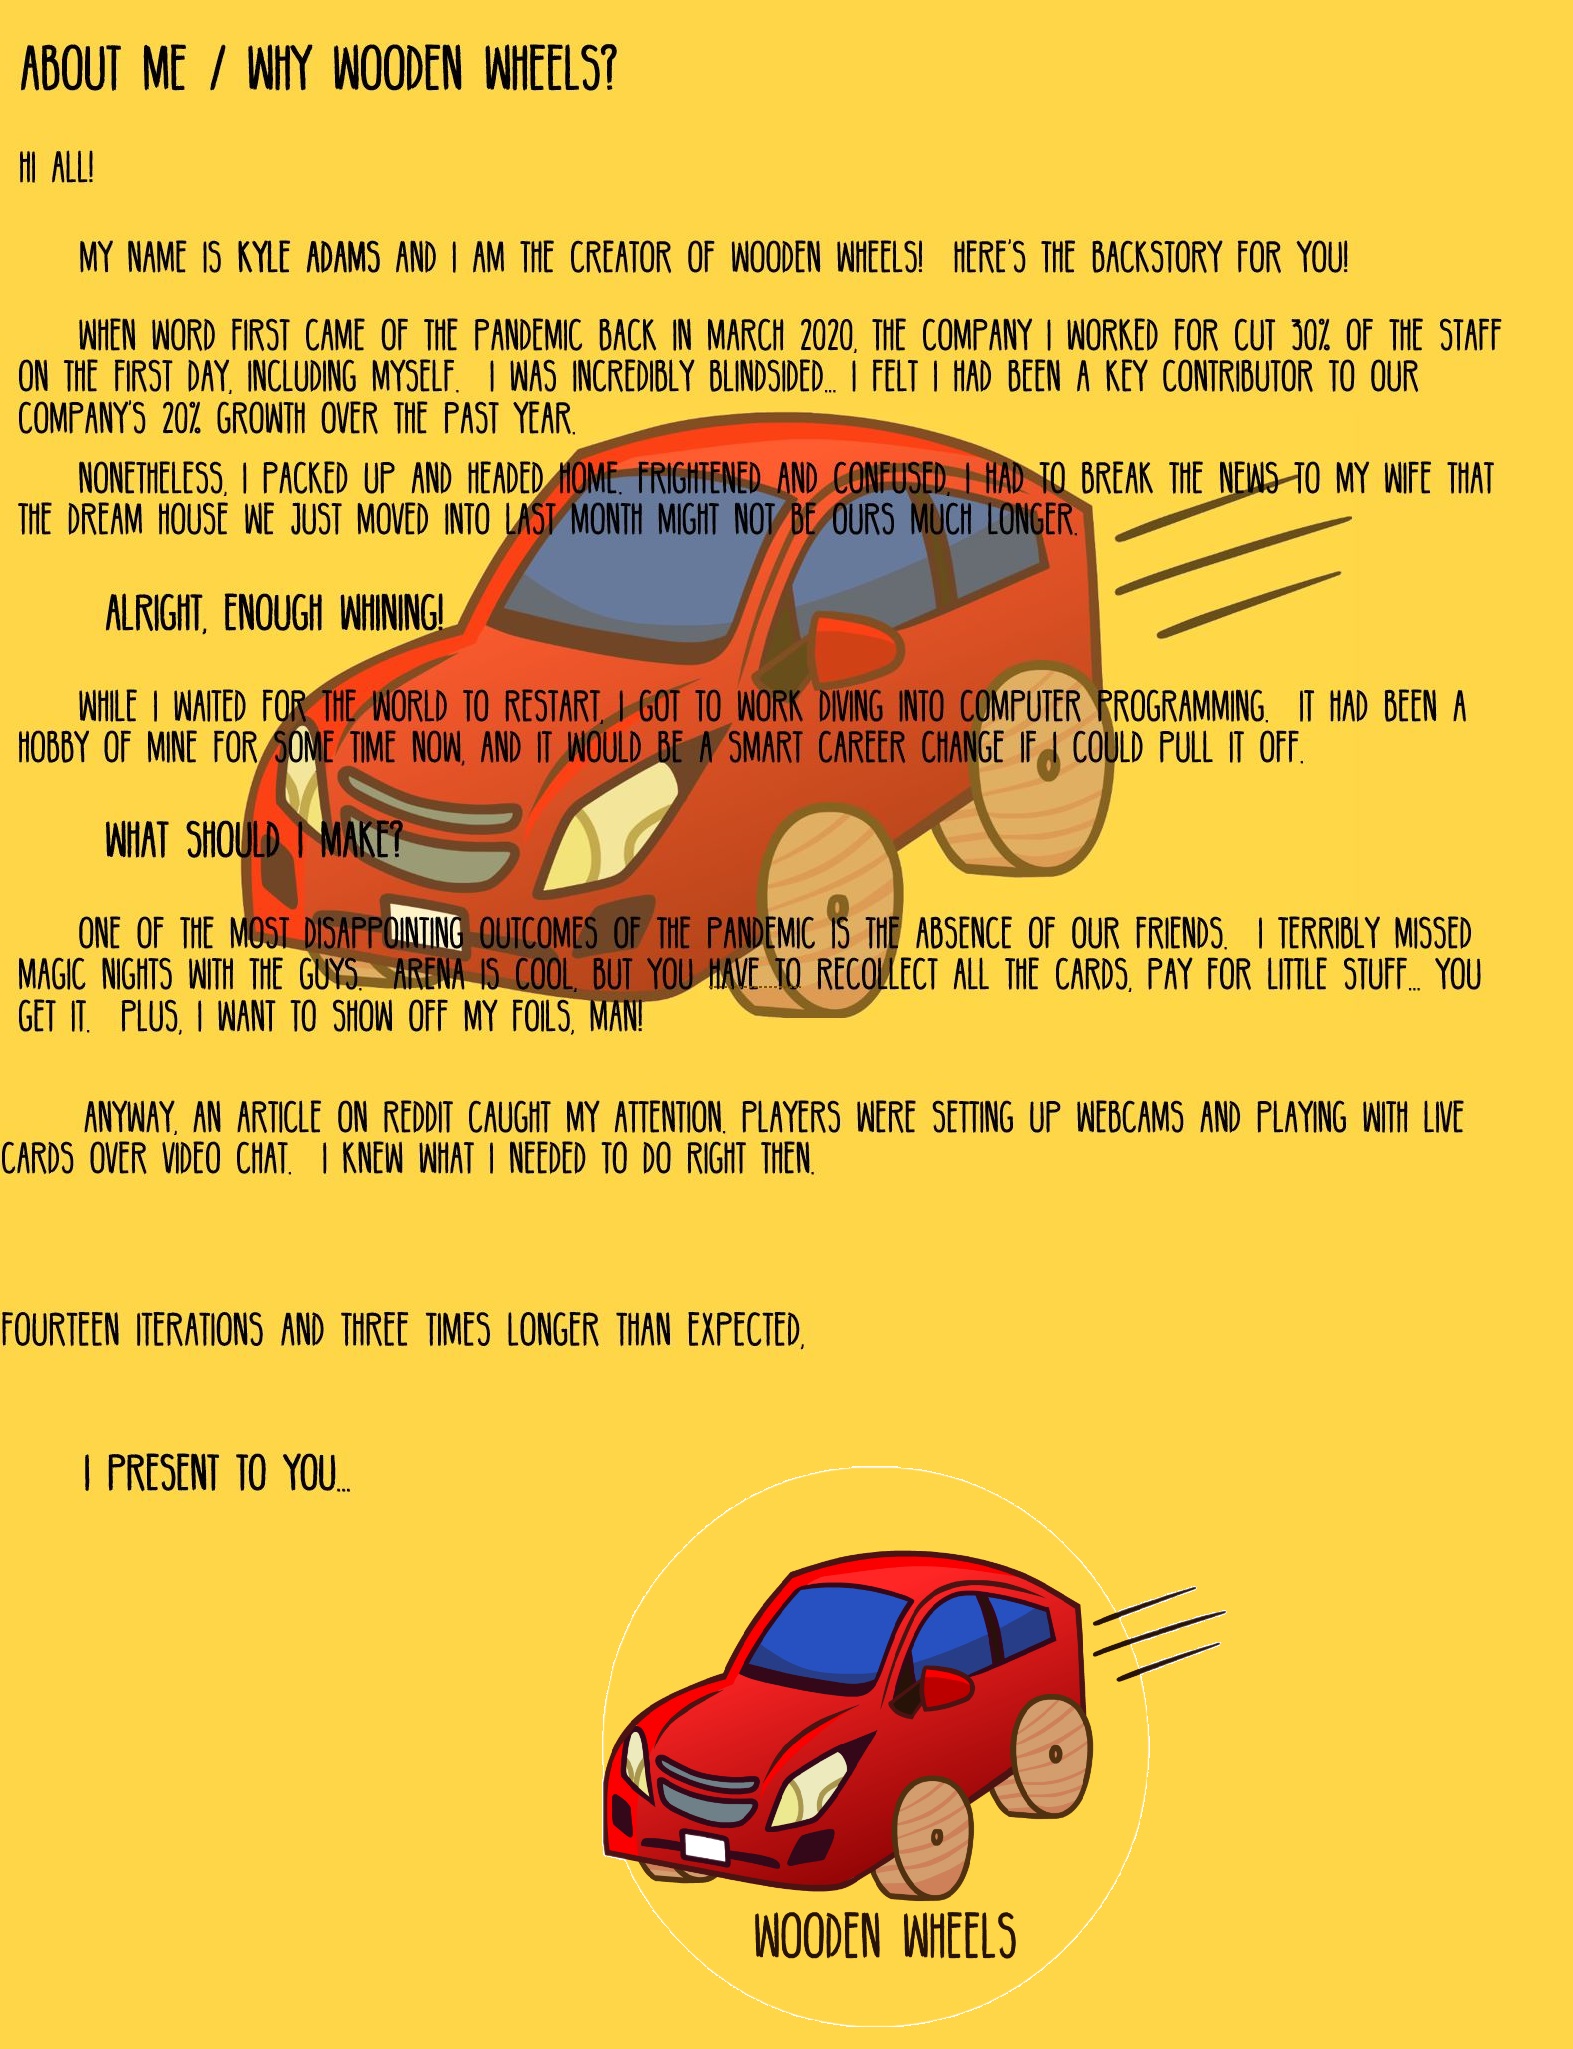 ABOUT ME / WHY WOODEN WHEELS?
HI ALL!
MY NAME IS KYLE ADAMS AND I AM THE CREATOR OF WOODEN WHEELS! HERE'S THE BACKSTORY FOR YOU!
WHEN WORD FIRST CAME OF THE PANDEMIC BACK IN MARCH 2020, THE COMPANY I WORKED FOR CUT 30% OF THE STAFF
ON THE FIRST DAY, INCLUDING MYSELF. I WAS INCREDIBLY BLINDSIDED... I FELT I HAD BEEN A KEY CONTRIBUTOR TO OUR
COMPANY'S 20% GROWTH OVER THE PAST YEAR.
NONETHELESS, I PACKED UP AND HEADED HOME. FRIGHTENED AND CONFUSED, I HAD TO BREAK THE NEWS TO MY WIFE THAT
THE DREAM HOUSE WE JUST MOVED INTO LAST MONTH MIGHT NOT BE OURS MUCH LONGER.
ALRIGHT, ENOUGH WHINING!
WHILE I WAITED FOR THE WORLD TO RESTART, I GOT TO WORK DIVING INTO COMPUTER PROGRAMMING. IT HAD BEEN A
HOBBY OF MINE FOR SOME TIME NOW, AND IT WOULD BE A SMART CAREER CHANGE IF I COULD PULL IT OFF.
WHAT SHOULD I MAKE?
ONE OF THE MOST DISAPPOINTING OUTCOMES OF THE PANDEMIC IS THE ABSENCE OF OUR FRIENDS. I TERRIBLY MISSED
MAGIC NIGHTS WITH THE GUYS. ARENA IS COOL, BUT YOU HAVE TO RECOLLECT ALL THE CARDS, PAY FOR LITTLE STUFF... YOU
GET IT. PLUS, I WANT TO SHOW OFF MY FOILS, MAN!
ANYWAY, AN ARTICLE ON REDDIT CAUGHT MY ATTENTION. PLAYERS WERE SETTING UP WEBCAMS AND PLAYING WITH LIVE
CARDS OVER VIDEO CHAT. I KNEW WHAT I NEEDED TO DO RIGHT THEN.
FOURTEEN ITERATIONS AND THREE TIMES LONGER THAN EXPECTED,
I PRESENT TO YOU...
WOODEN WHEELS